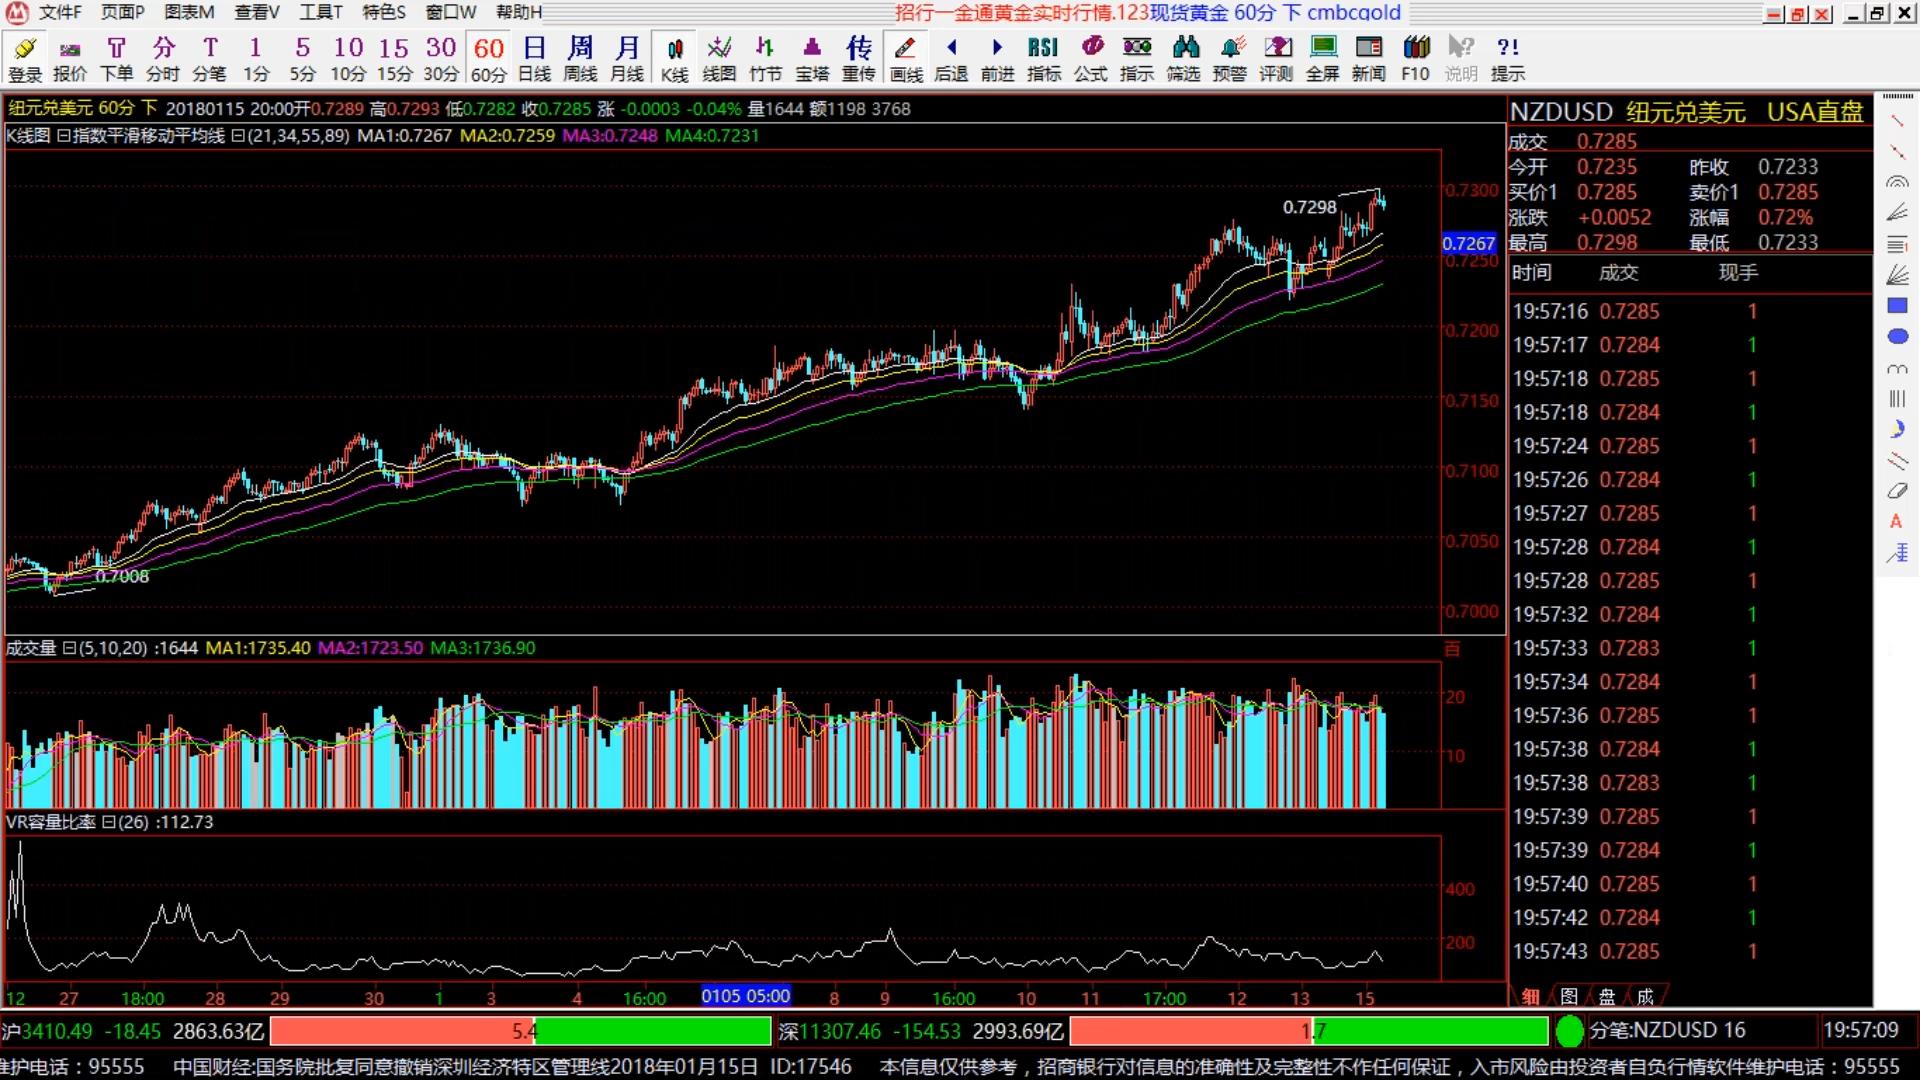 文件F 页面P 图表M 查看V 工具T 特色S 窗口W 帮助H 招行一金通黄金实时行情.123现货黄金 60分 下 cmbcgold
T 分 T 1 5 10 15 30 60 日 周 月 传 RSI ?!
登录 报价 下单 分时 分笔 1分 5分 10分 15分 30分 60分 日线 周线 月线 K线 线图 竹节 宝塔 重传 画线 后退 前进 指标 公式 指示 筛选 预警 评测 全屏 新闻 F10 说明 提示
纽元兑美元 60分 下 20180115 20:00开0.7289 高0.7293 低0.7282 收0.7285 涨 -0.0003 -0.04% 量1644 额1198 3768
K线图 指数平滑移动平均线 (21,34,55,89) MA1:0.7267 MA2:0.7259 MA3:0.7248 MA4:0.7231
0.7300
0.7298
0.7267
0.7250
0.7200
0.7150
0.7100
0.7050
0.7008
0.7000
成交量 (5,10,20) :1644 MA1:1735.40 MA2:1723.50 MA3:1736.90 百
20
10
VR容量比率 (26) :112.73
400
200
12 27 18:00 28 29 30 1 3 4 16:00 0105 05:00 8 9 16:00 10 11 17:00 12 13 15
NZDUSD 纽元兑美元 USA直盘
成交 0.7285
今开 0.7235 昨收 0.7233
买价1 0.7285 卖价1 0.7285
涨跌 +0.0052 涨幅 0.72%
最高 0.7298 最低 0.7233
时间 成交 现手
19:57:16 0.7285 1
19:57:17 0.7284 1
19:57:18 0.7285 1
19:57:18 0.7284 1
19:57:24 0.7285 1
19:57:26 0.7284 1
19:57:27 0.7285 1
19:57:28 0.7284 1
19:57:28 0.7285 1
19:57:32 0.7284 1
19:57:33 0.7283 1
19:57:34 0.7284 1
19:57:36 0.7285 1
19:57:38 0.7284 1
19:57:38 0.7283 1
19:57:39 0.7285 1
19:57:39 0.7284 1
19:57:40 0.7285 1
19:57:42 0.7284 1
19:57:43 0.7285 1
细 图 盘 成
A
沪3410.49 -18.45 2863.63亿 5.4 深11307.46 -154.53 2993.69亿 1.7 分笔:NZDUSD 16 19:57:09
维护电话：95555 中国财经:国务院批复同意撤销深圳经济特区管理线2018年01月15日 ID:17546 本信息仅供参考，招商银行对信息的准确性及完整性不作任何保证，入市风险由投资者自负行情软件维护电话：95555